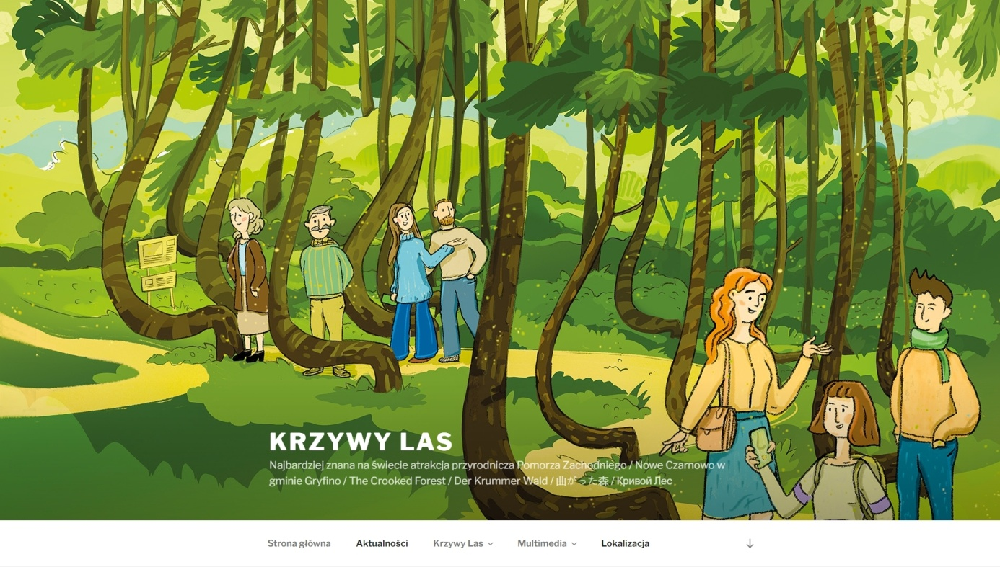 KRZYWY LAS
Najbardziej znana na świecie atrakcja przyrodnicza Pomorza Zachodniego / Nowe Czarnowo w
gminie Gryfino / The Crooked Forest / Der Krummer Wald / 曲がった森 / Кривой Лес
Strona główna Aktualności Krzywy Las Multimedia Lokalizacja